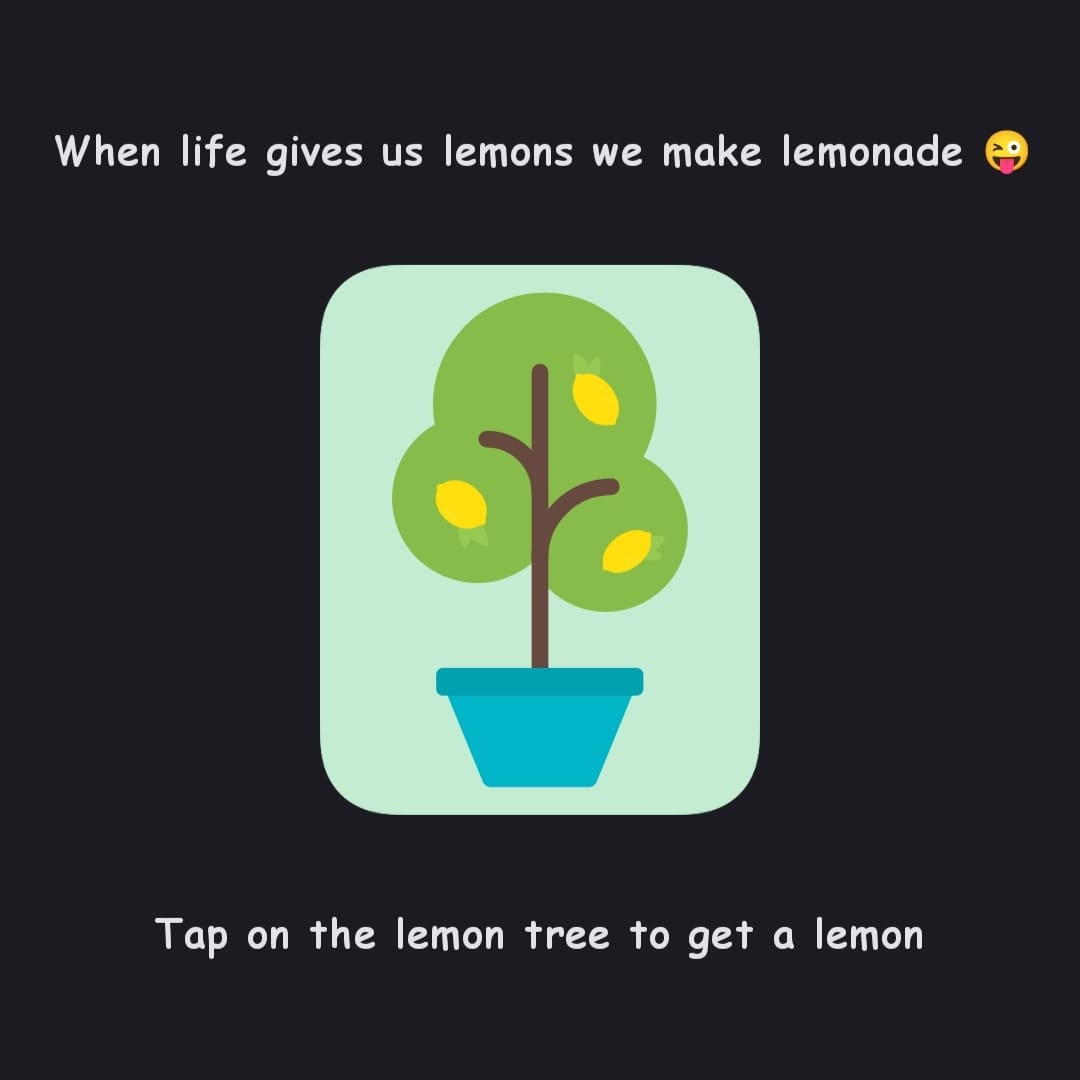 When life gives us lemons we make lemonade 😜
Tap on the lemon tree to get a lemon